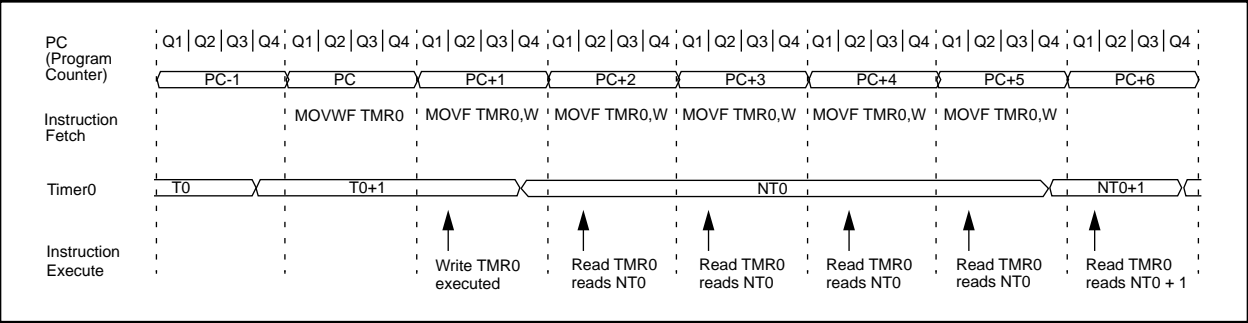 PC
(Program
Counter)
Q1 Q2 Q3 Q4 Q1 Q2 Q3 Q4 Q1 Q2 Q3 Q4 Q1 Q2 Q3 Q4 Q1 Q2 Q3 Q4 Q1 Q2 Q3 Q4 Q1 Q2 Q3 Q4 Q1 Q2 Q3 Q4
PC-1 PC PC+1 PC+2 PC+3 PC+4 PC+5 PC+6
Instruction
Fetch
MOVWF TMR0 MOVF TMR0,W MOVF TMR0,W MOVF TMR0,W MOVF TMR0,W MOVF TMR0,W
Timer0
T0 T0+1 NT0 NT0+1
Instruction
Execute
Write TMR0
executed
Read TMR0
reads NT0
Read TMR0
reads NT0
Read TMR0
reads NT0
Read TMR0
reads NT0
Read TMR0
reads NT0 + 1